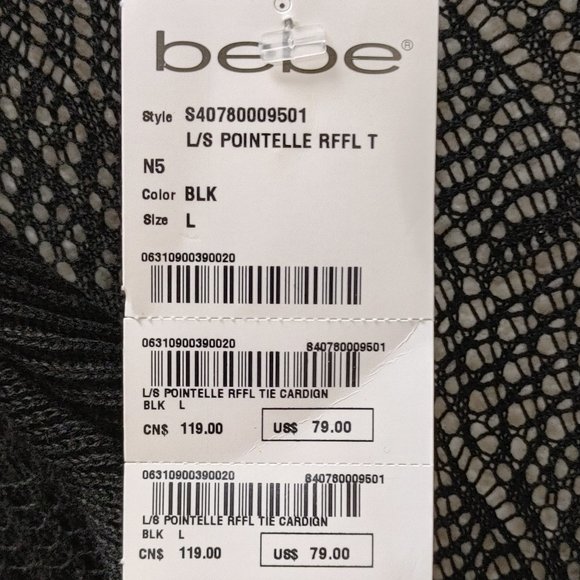 bebe®
Style S40780009501
L/S POINTELLE RFFL T
N5
Color BLK
Size L
06310900390020
06310900390020 S40780009501
L/S POINTELLE RFFL TIE CARDIGN
BLK L
CN$ 119.00 US$ 79.00
06310900390020 S40780009501
L/S POINTELLE RFFL TIE CARDIGN
BLK L
CN$ 119.00 US$ 79.00